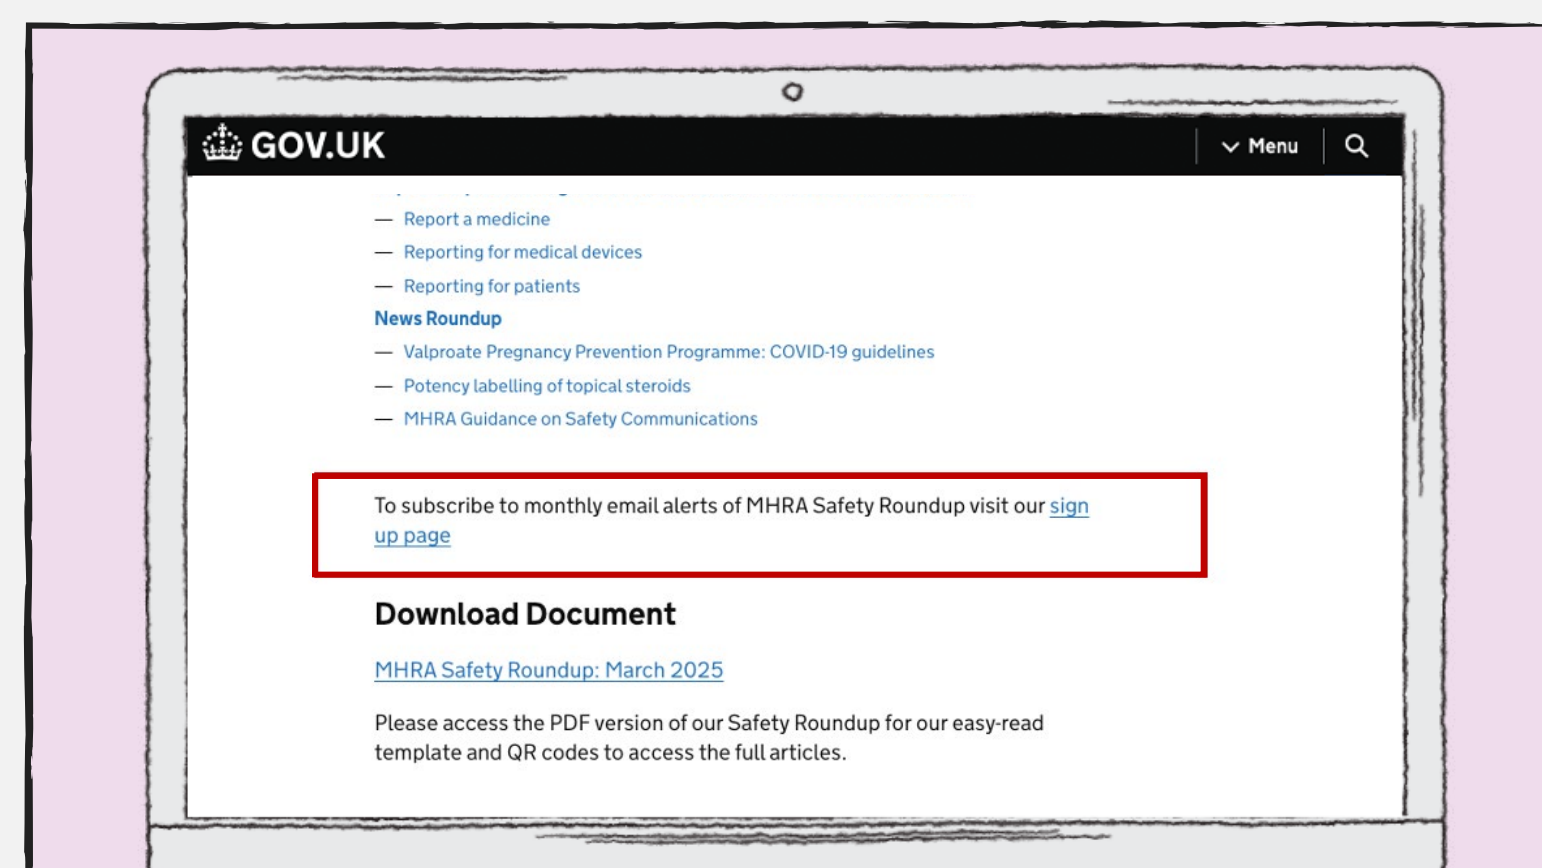 GOV.UK
Menu
— Report a medicine
— Reporting for medical devices
— Reporting for patients
News Roundup
— Valproate Pregnancy Prevention Programme: COVID-19 guidelines
— Potency labelling of topical steroids
— MHRA Guidance on Safety Communications
To subscribe to monthly email alerts of MHRA Safety Roundup visit our sign
up page
Download Document
MHRA Safety Roundup: March 2025
Please access the PDF version of our Safety Roundup for our easy-read
template and QR codes to access the full articles.